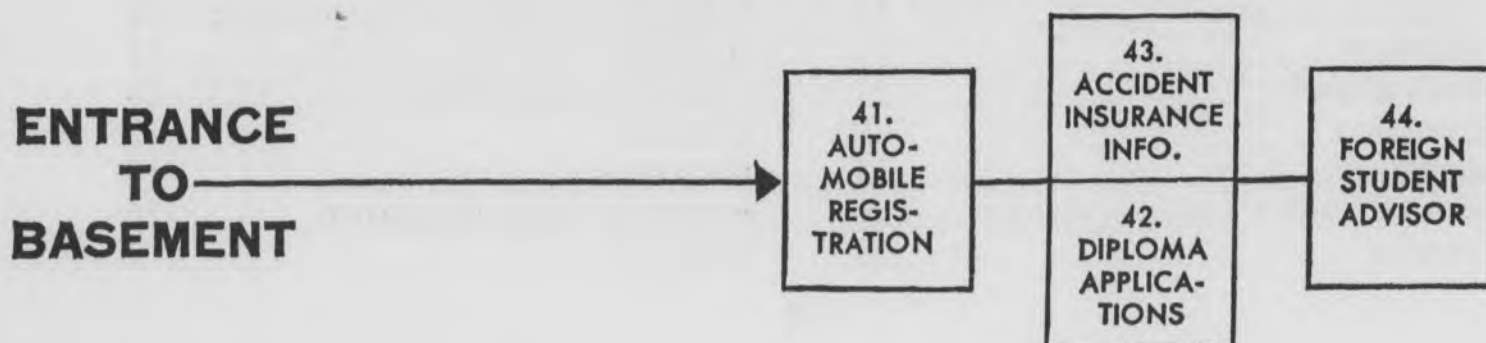 ENTRANCE
TO
BASEMENT
41.
AUTO-
MOBILE
REGIS-
TRATION
43.
ACCIDENT
INSURANCE
INFO.
42.
DIPLOMA
APPLICA-
TIONS
44.
FOREIGN
STUDENT
ADVISOR